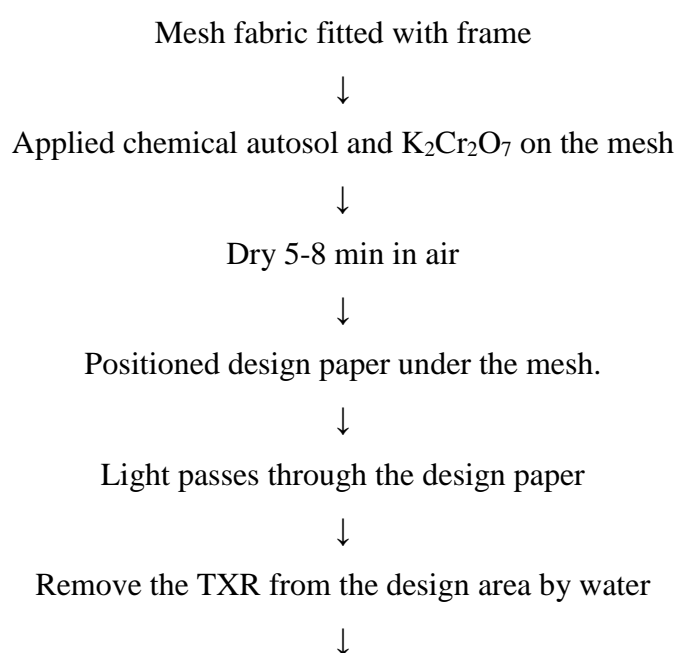 Mesh fabric fitted with frame
↓
Applied chemical autosol and K₂Cr₂O₇ on the mesh
↓
Dry 5-8 min in air
↓
Positioned design paper under the mesh.
↓
Light passes through the design paper
↓
Remove the TXR from the design area by water
↓